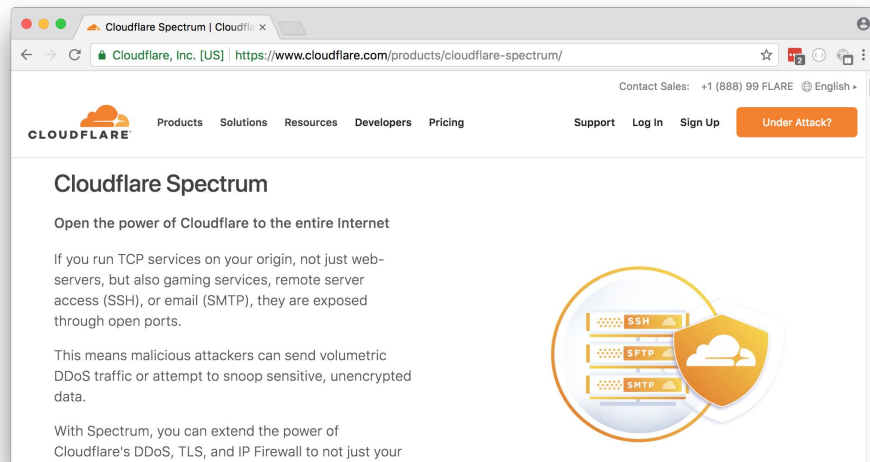 Cloudflare Spectrum | Cloudfla
Cloudflare, Inc. [US] https://www.cloudflare.com/products/cloudflare-spectrum/
2
Contact Sales: +1 (888) 99 FLARE English
CLOUDFLARE Products Solutions Resources Developers Pricing Support Log In Sign Up Under Attack?
Cloudflare Spectrum
Open the power of Cloudflare to the entire Internet
If you run TCP services on your origin, not just web-
servers, but also gaming services, remote server
access (SSH), or email (SMTP), they are exposed
through open ports.
This means malicious attackers can send volumetric
DDoS traffic or attempt to snoop sensitive, unencrypted
data.
With Spectrum, you can extend the power of
Cloudflare's DDoS, TLS, and IP Firewall to not just your
SSH
SFTP
SMTP